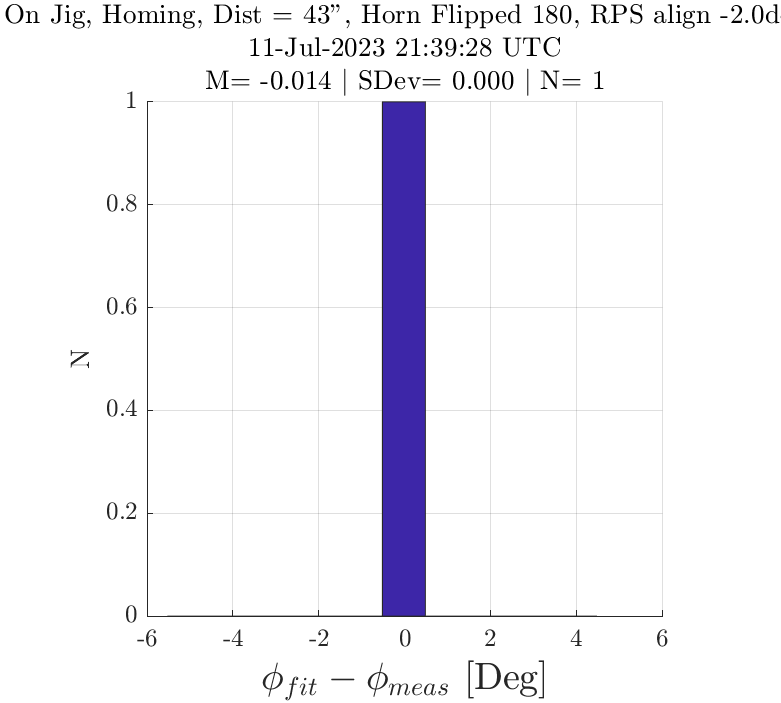 On Jig, Homing, Dist = 43”, Horn Flipped 180, RPS align -2.0d
11-Jul-2023 21:39:28 UTC
M= -0.014 | SDev= 0.000 | N= 1
1
0.8
0.6
N
0.4
0.2
0
-6 -4 -2 0 2 4 6
ϕ_fit − ϕ_meas [Deg]